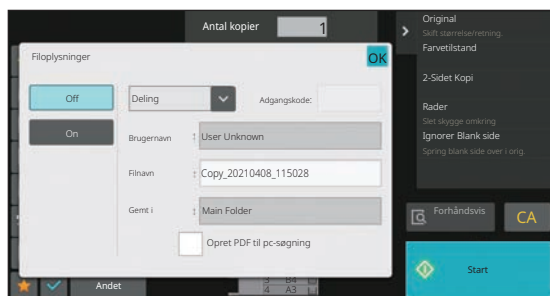 Antal kopier 1
Filoplysninger
OK
Off
On
Deling
Adgangskode:
Brugernavn : User Unknown
Filnavn : Copy_20210408_115028
Gemt i : Main Folder
Opret PDF til pc-søgning
Andet
B4
4 A3
Original
Skift størrelse/retning.
Farvetilstand
2-Sidet Kopi
Rader
Slet skygge omkring
Ignorer Blank side
Spring blank side over i orig.
Forhåndsvis
CA
Start